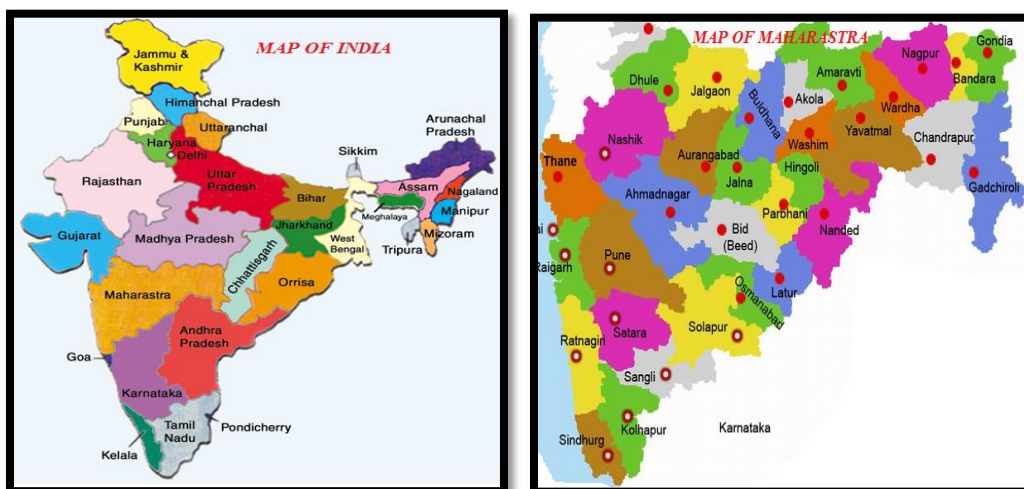 MAP OF INDIA
Jammu &
Kashmir
Himanchal Pradesh
Punjab
Uttaranchal
Haryana
Delhi
Arunachal
Pradesh
Sikkim
Rajasthan
Uttar
Pradesh
Assam
Nagaland
Bihar
Meghalaya
Manipur
Jharkhand
Gujarat
Madhya Pradesh
West
Bengal
Tripura
Mizoram
Chhattisgarh
Maharastra
Orrisa
Andhra
Pradesh
Goa
Karnataka
Tamil
Nadu
Pondicherry
Kelala
MAP OF MAHARASTRA
Gondia
Nagpur
Bandara
Dhule
Jalgaon
Amaravti
Buldhana
Akola
Wardha
Nashik
Washim
Yavatmal
Chandrapur
Aurangabad
Thane
Jalna
Hingoli
Gadchiroli
Ahmadnagar
Parbhani
Nanded
ai
Bid
(Beed)
Raigarh
Pune
Latur
Osmanabad
Satara
Solapur
Ratnagiri
Sangli
Kolhapur
Karnataka
Sindhurg